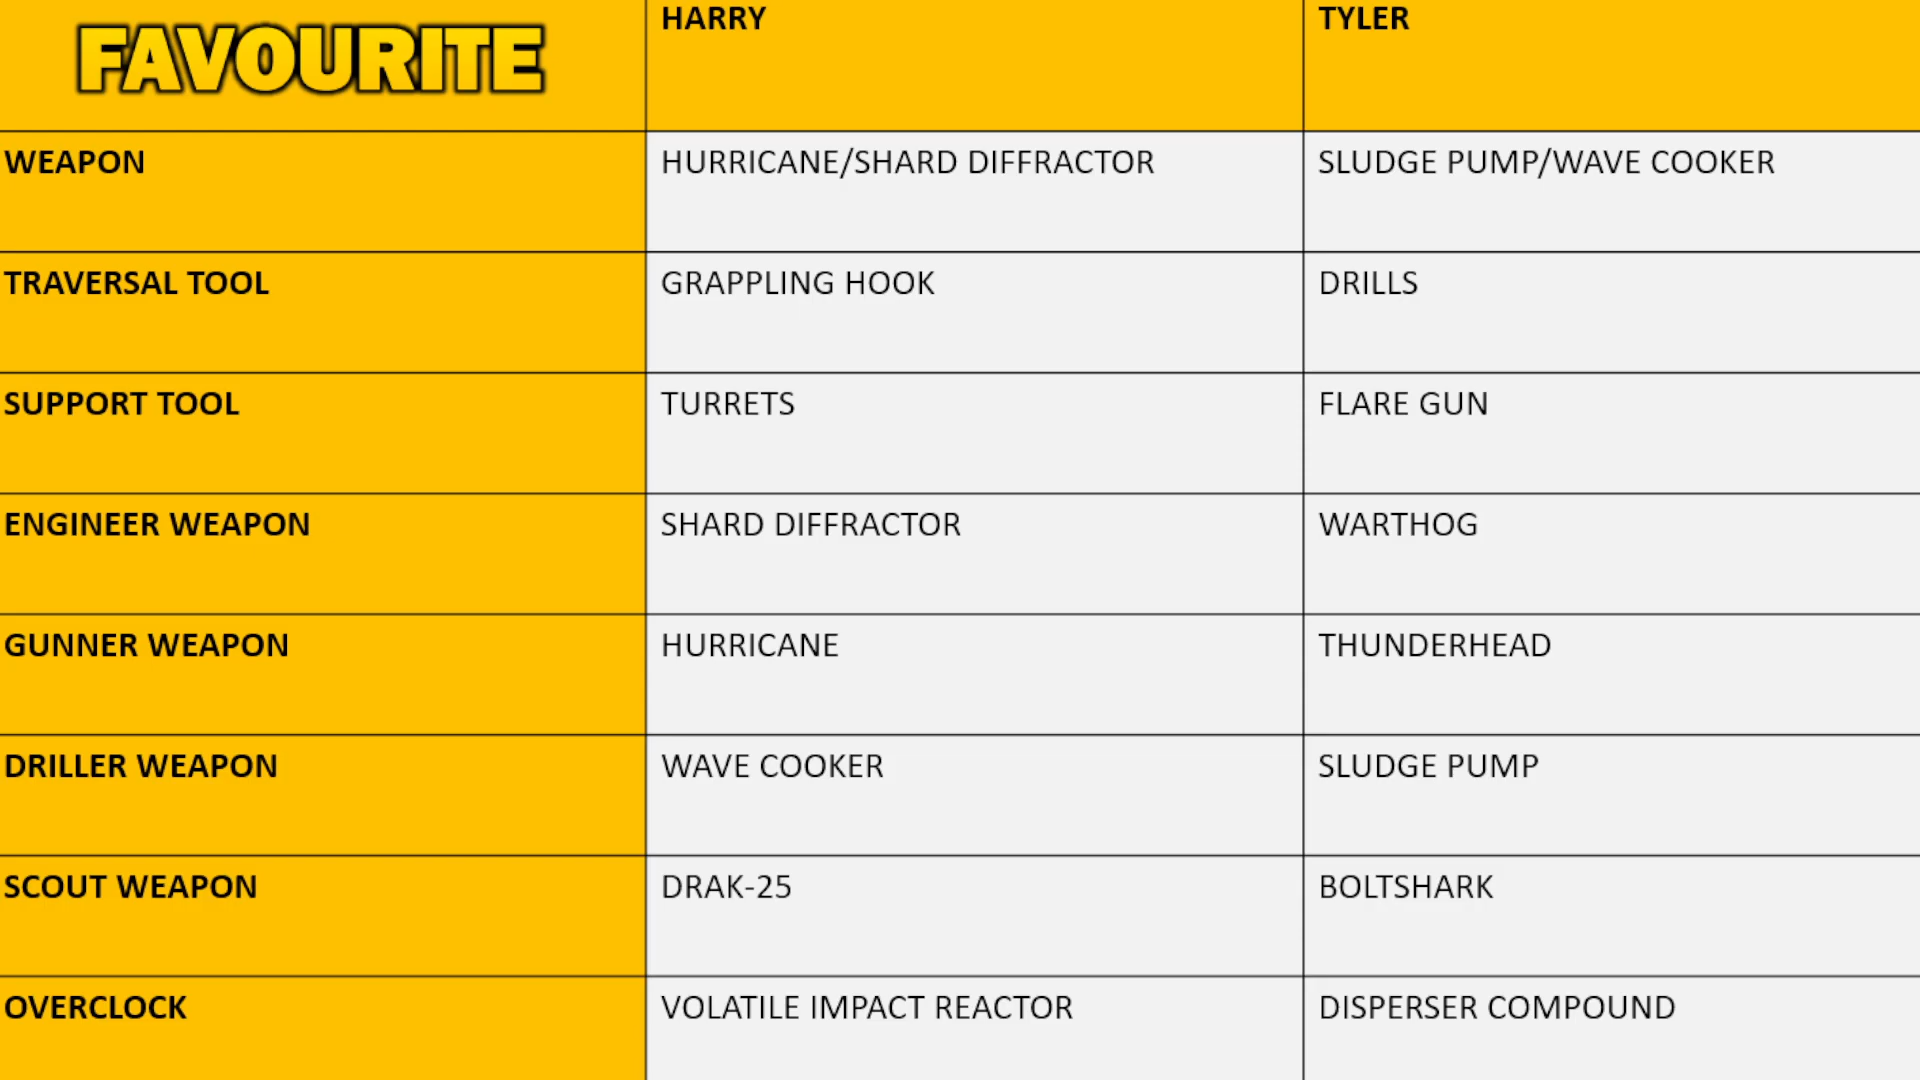 FAVOURITE HARRY TYLER
WEAPON HURRICANE/SHARD DIFFRACTOR SLUDGE PUMP/WAVE COOKER
TRAVERSAL TOOL GRAPPLING HOOK DRILLS
SUPPORT TOOL TURRETS FLARE GUN
ENGINEER WEAPON SHARD DIFFRACTOR WARTHOG
GUNNER WEAPON HURRICANE THUNDERHEAD
DRILLER WEAPON WAVE COOKER SLUDGE PUMP
SCOUT WEAPON DRAK-25 BOLTSHARK
OVERCLOCK VOLATILE IMPACT REACTOR DISPERSER COMPOUND